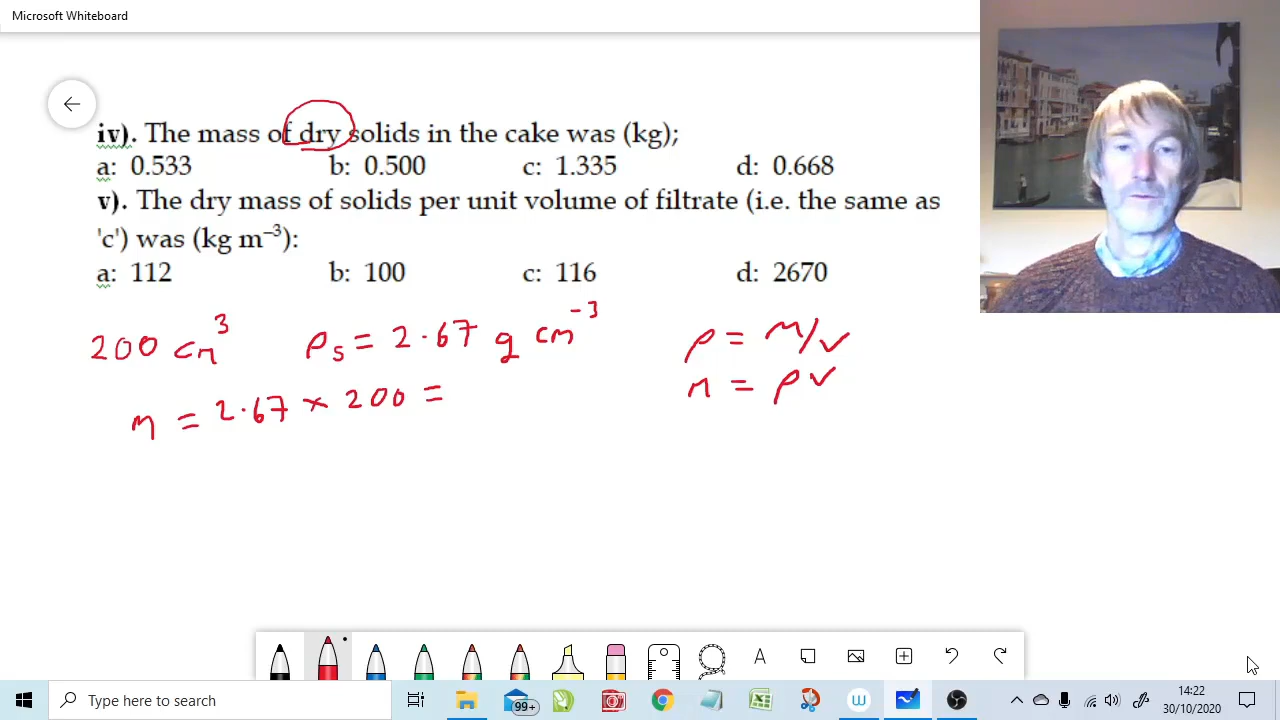 Microsoft Whiteboard
iv). The mass of dry solids in the cake was (kg);
a: 0.533 b: 0.500 c: 1.335 d: 0.668
v). The dry mass of solids per unit volume of filtrate (i.e. the same as
'c') was (kg m⁻³):
a: 112 b: 100 c: 116 d: 2670
200 cm³ ρs = 2.67 g cm⁻³ ρ = m/v
m = ρv
m = 2.67 × 200 =
A
99+
Type here to search
14:22
30/10/2020